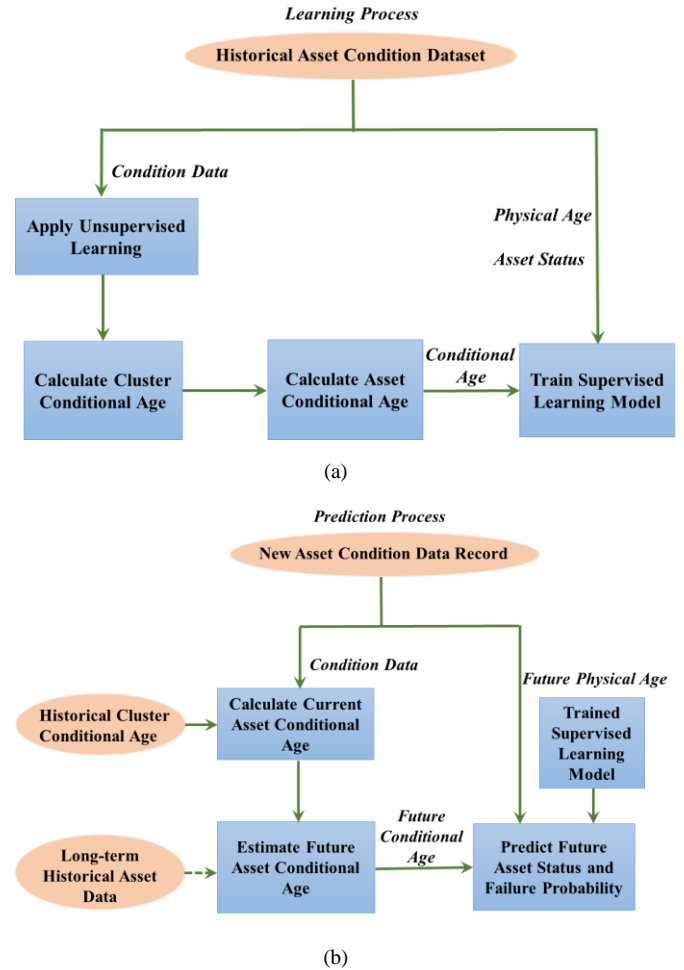 Learning Process
Historical Asset Condition Dataset
Condition Data
Apply Unsupervised
Learning
Physical Age
Asset Status
Calculate Cluster
Conditional Age
Calculate Asset
Conditional Age
Conditional
Age
Train Supervised
Learning Model
(a)
Prediction Process
New Asset Condition Data Record
Condition Data
Future Physical Age
Historical Cluster
Conditional Age
Calculate Current
Asset Conditional
Age
Trained
Supervised
Learning
Model
Long-term
Historical Asset
Data
Estimate Future
Asset Conditional
Age
Future
Conditional
Age
Predict Future
Asset Status and
Failure Probability
(b)